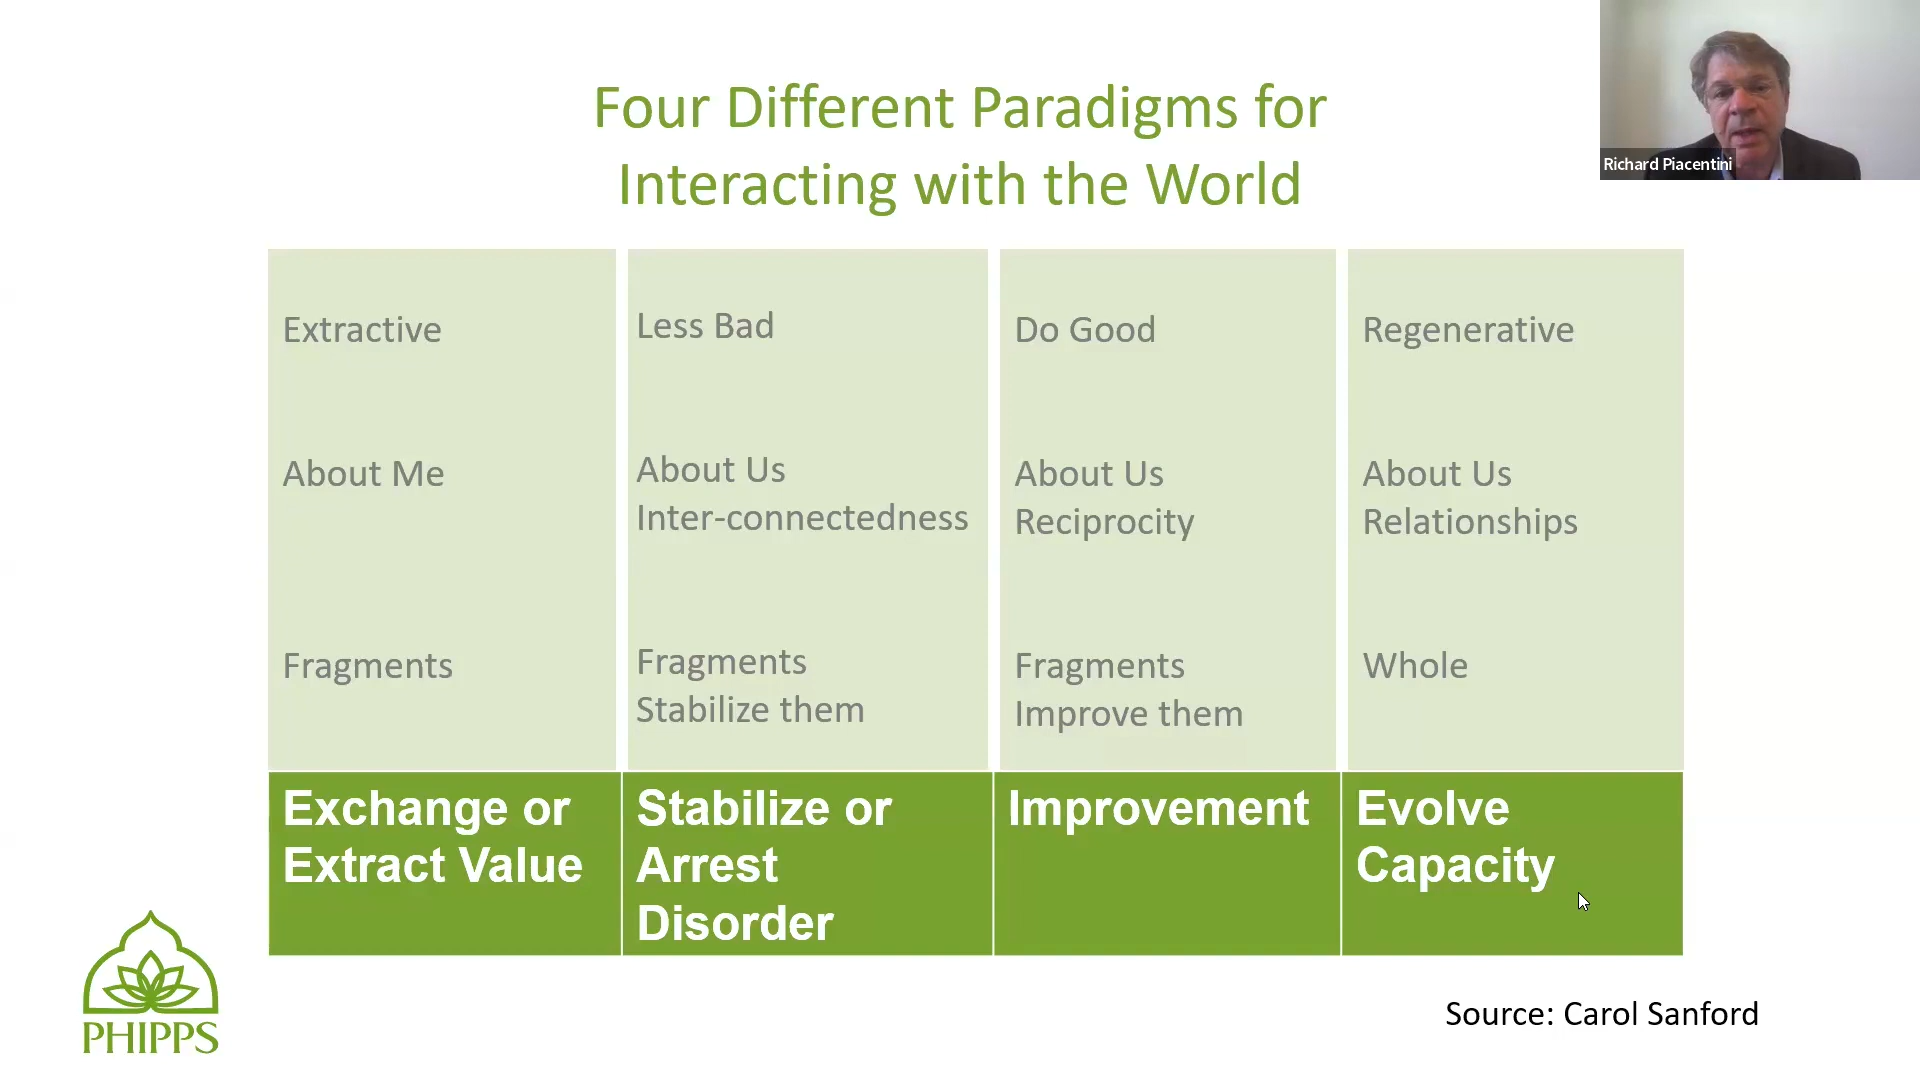 Four Different Paradigms for
Interacting with the World
Richard Piacentini
Extractive
About Me
Fragments
Exchange or
Extract Value
Less Bad
About Us
Inter-connectedness
Fragments
Stabilize them
Stabilize or
Arrest
Disorder
Do Good
About Us
Reciprocity
Fragments
Improve them
Improvement
Regenerative
About Us
Relationships
Whole
Evolve
Capacity
PHIPPS
Source: Carol Sanford